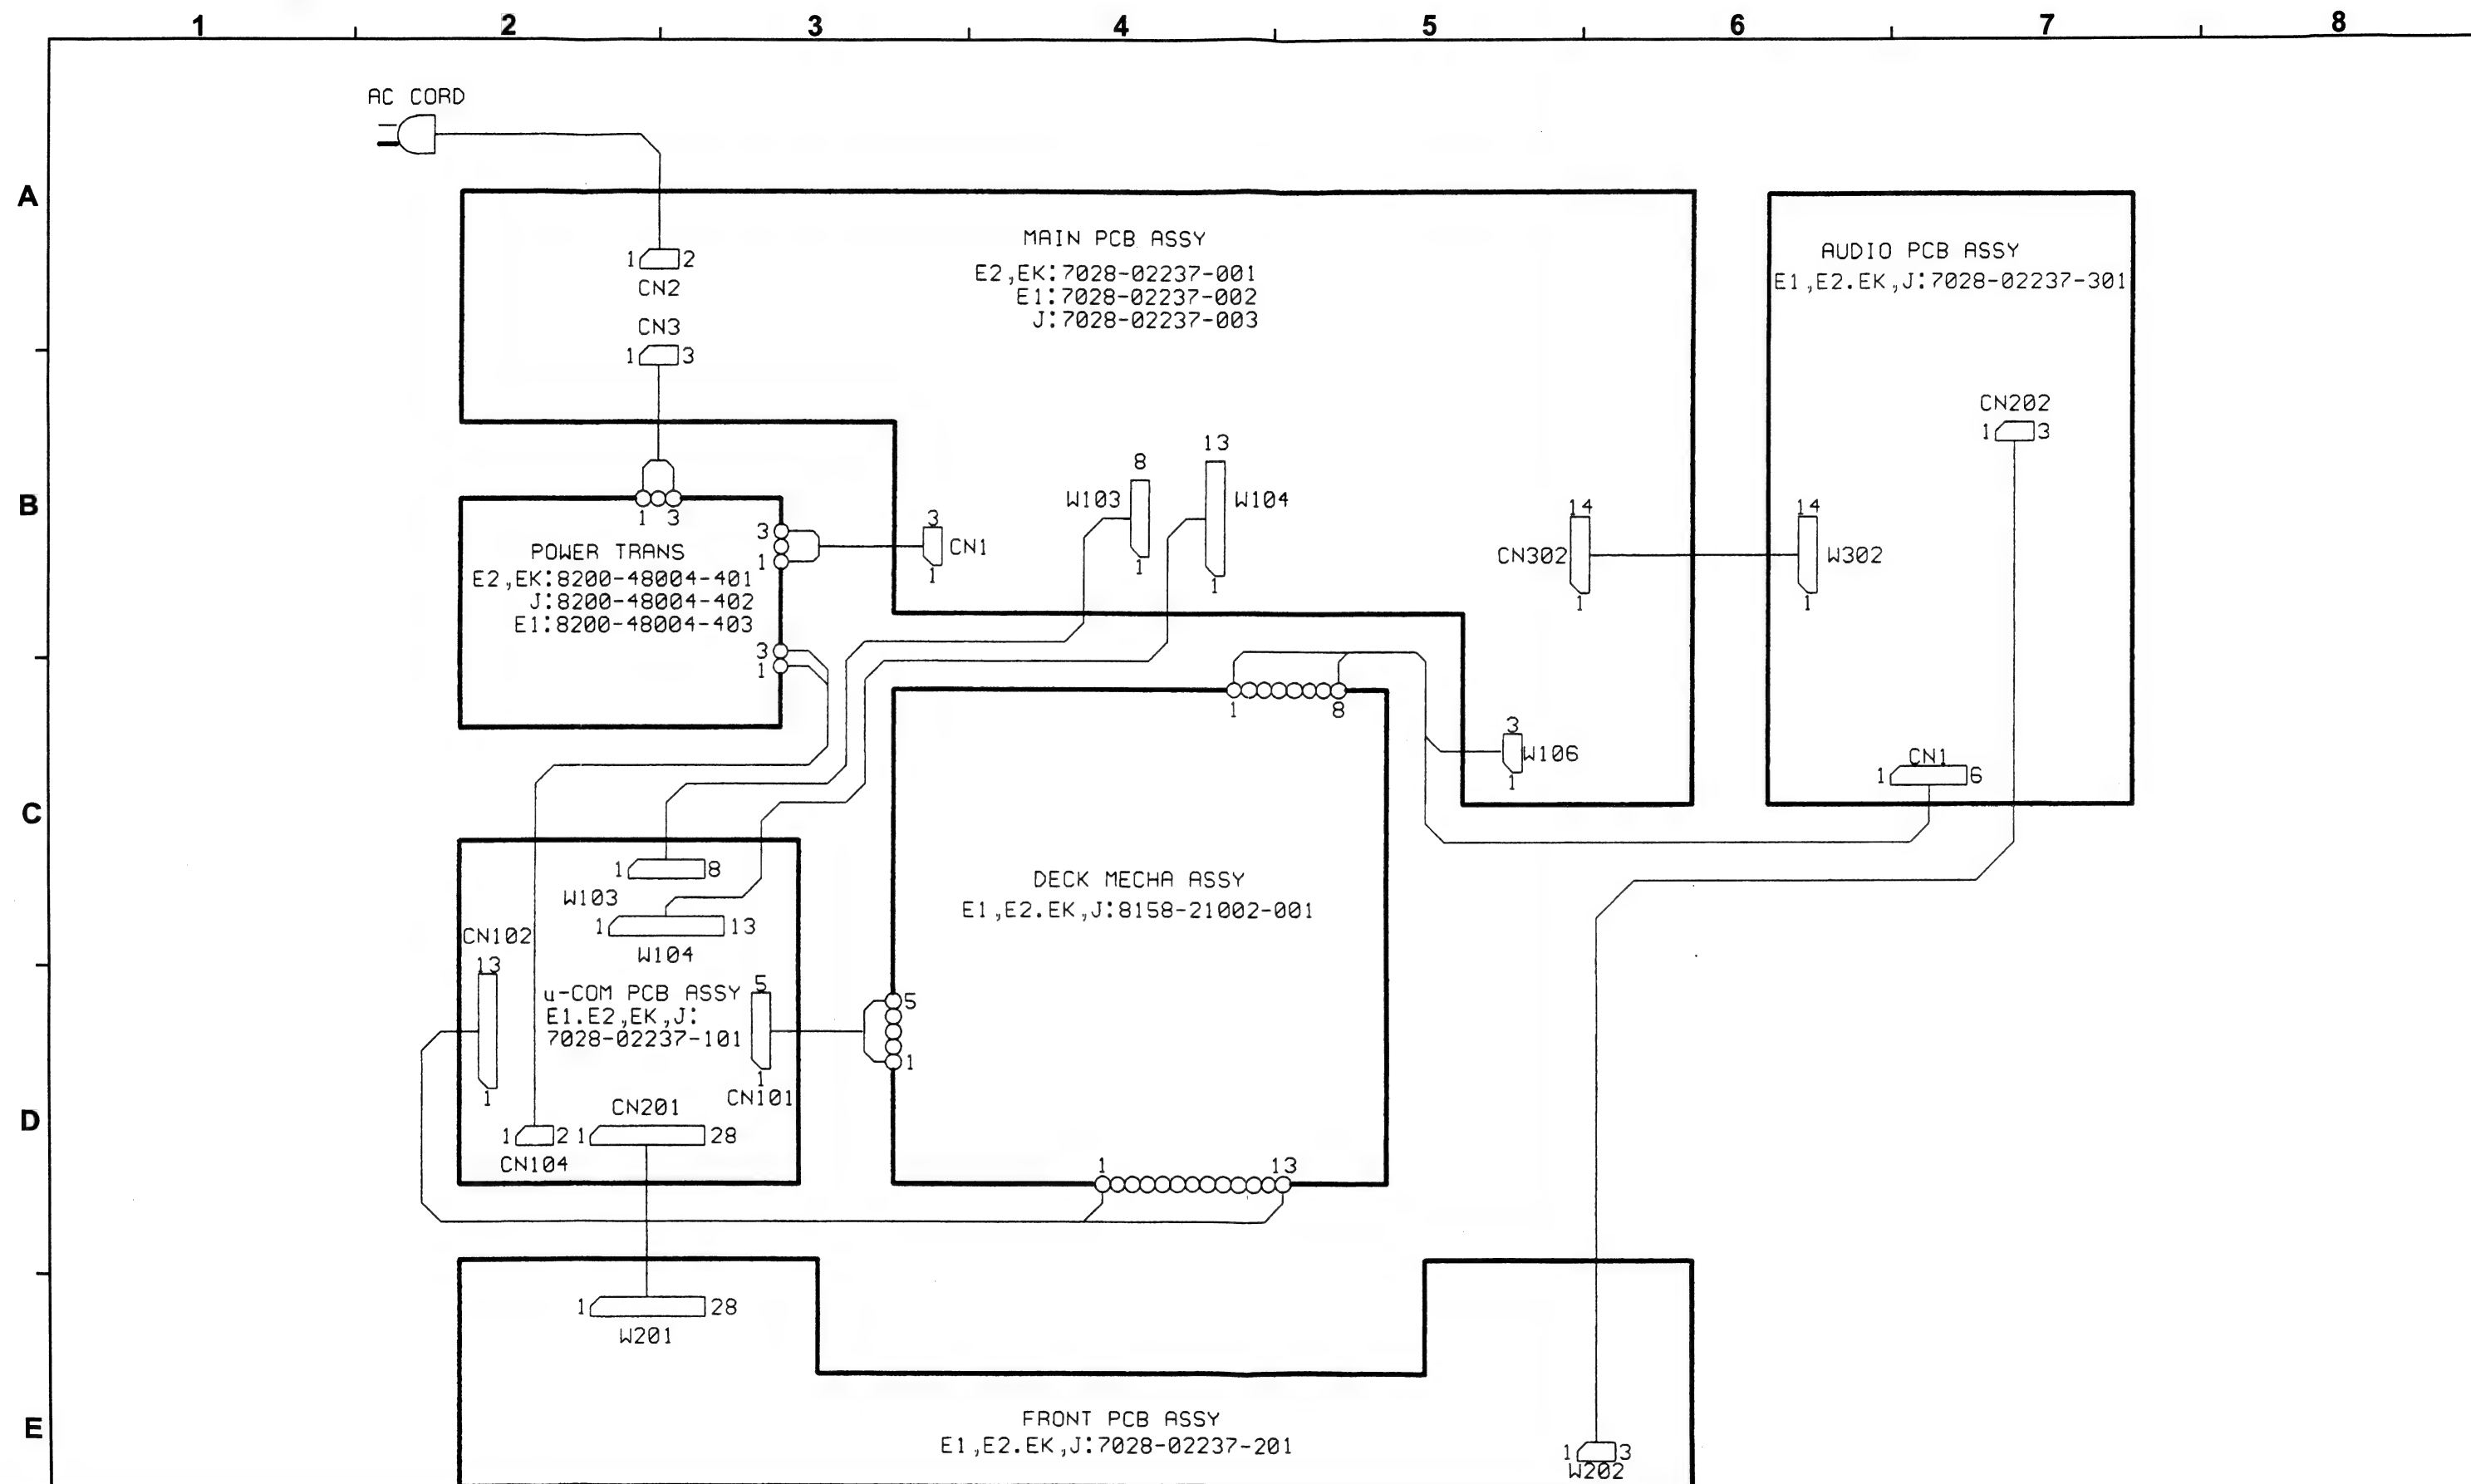 1 2 3 4 5 6 7 8
AC CORD
A
MAIN PCB ASSY
E2,EK:7028-02237-001
E1:7028-02237-002
J:7028-02237-003
AUDIO PCB ASSY
E1,E2.EK,J:7028-02237-301
1 2
CN2
CN3
1 3
CN202
1 3
B
13
8
W103
W104
1 3
3
1
POWER TRANS
E2,EK:8200-48004-401
J:8200-48004-402
E1:8200-48004-403
3
CN1
1
1
1
14
CN302
1
14
W302
1
3
1
1 8
3
W106
1
CN1
1 6
C
1 8
W103
1 13
W104
DECK MECHA ASSY
E1,E2.EK,J:8158-21002-001
CN102
13
1
u-COM PCB ASSY
E1.E2,EK,J:
7028-02237-101
5
1
CN101
5
1
D
CN201
1 2 1 28
CN104
1 13
1 28
W201
E
FRONT PCB ASSY
E1,E2.EK,J:7028-02237-201
1 3
W202